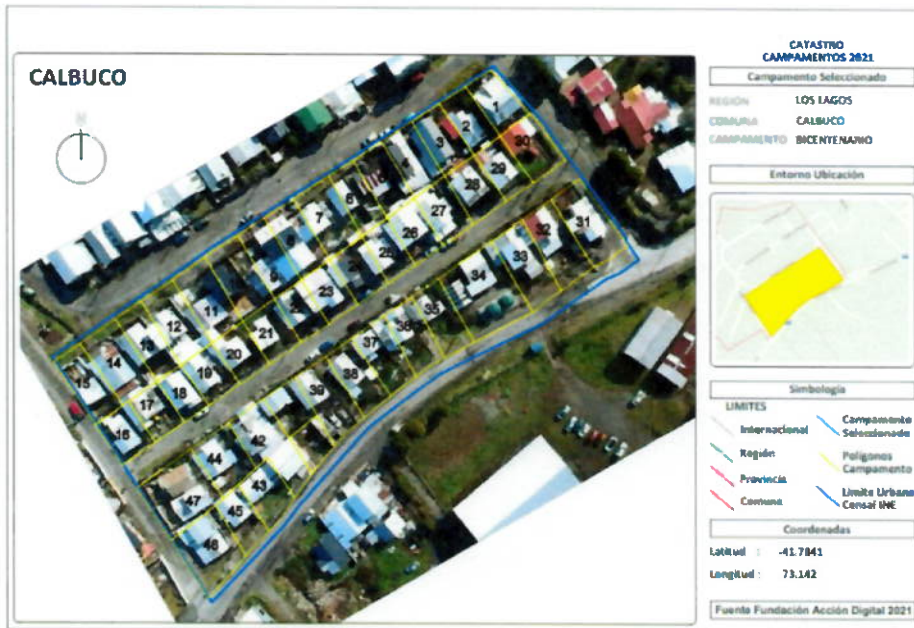 CALBUCO
N
1
2
3
30
4
29
5
28
6
27
7
31
26
32
8
25
33
9
24
34
23
11
22
35
12
21
36
13
20
37
14
19
38
15
18
39
17
16
42
44
43
47
45
46
CATASTRO
CAMPAMENTOS 2021
Campamento Seleccionado
REGIÓN LOS LAGOS
COMUNA CALBUCO
CAMPAMENTO BICENTENARIO
Entorno Ubicación
Simbología
LIMITES
Internacional
Región
Provincia
Comuna
Campamento
Seleccionado
Polígonos
Campamento
Limite Urbano
Censal INE
Coordenadas
Latitud : -41.7841
Longitud : 73.142
Fuente Fundación Acción Digital 2021